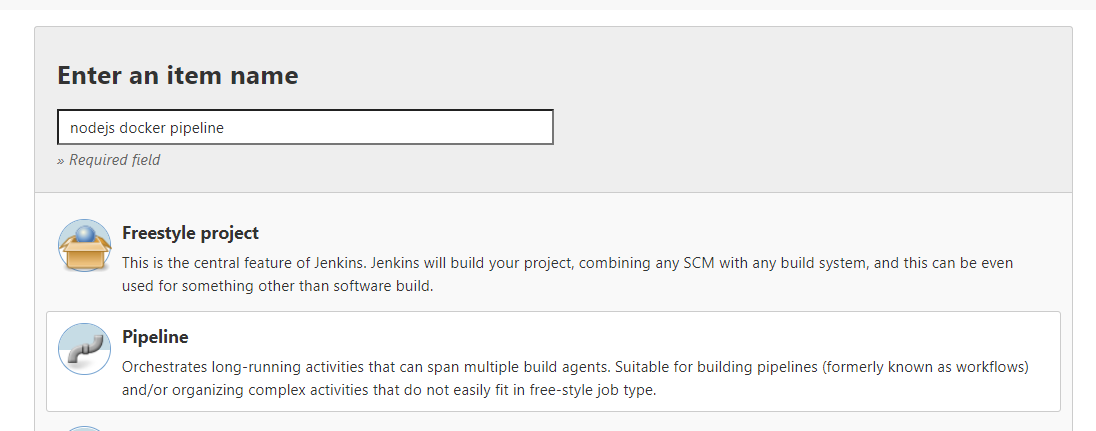 Enter an item name
nodejs docker pipeline
» Required field
Freestyle project
This is the central feature of Jenkins. Jenkins will build your project, combining any SCM with any build system, and this can be even
used for something other than software build.
Pipeline
Orchestrates long-running activities that can span multiple build agents. Suitable for building pipelines (formerly known as workflows)
and/or organizing complex activities that do not easily fit in free-style job type.